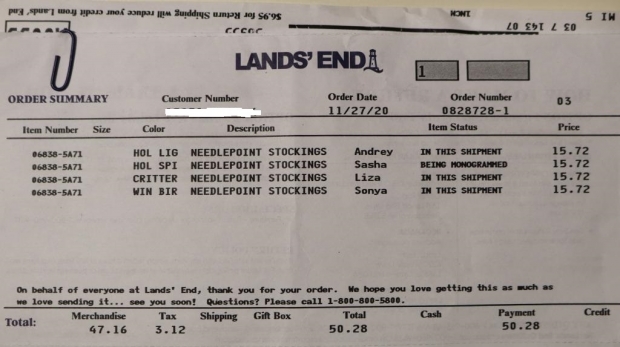 $6.95 for Return Shipping will reduce your credit from Lands' End
INCH
03 7 143 07
MI 5
LANDS' END
1
ORDER SUMMARY Customer Number Order Date Order Number 03
11/27/20 0828728-1
Item Number Size Color Description Item Status Price
06838-5A71 HOL LIG NEEDLEPOINT STOCKINGS Andrey IN THIS SHIPMENT 15.72
06838-5A71 HOL SPI NEEDLEPOINT STOCKINGS Sasha BEING MONOGRAMMED 15.72
06838-5A71 CRITTER NEEDLEPOINT STOCKINGS Liza IN THIS SHIPMENT 15.72
06838-5A71 WIN BIR NEEDLEPOINT STOCKINGS Sonya IN THIS SHIPMENT 15.72
On behalf of everyone at Lands' End, thank you for your order. We hope you love getting this as much as
we love sending it... see you soon! Questions? Please call 1-800-800-5800.
Total: Merchandise Tax Shipping Gift Box Total Cash Payment Credit
47.16 3.12 50.28 50.28